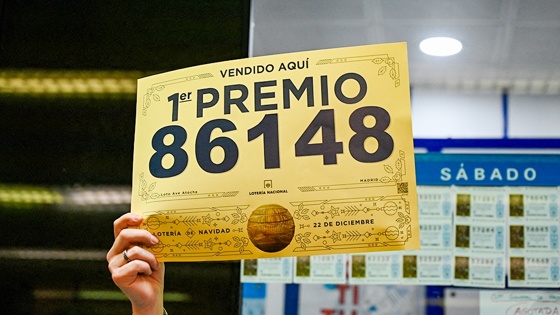 VENDIDO AQUÍ
1er PREMIO
86148
LOTERÍA NACIONAL
MADRID
LOTERÍA DE NAVIDAD
22 DE DICIEMBRE
SÁBADO